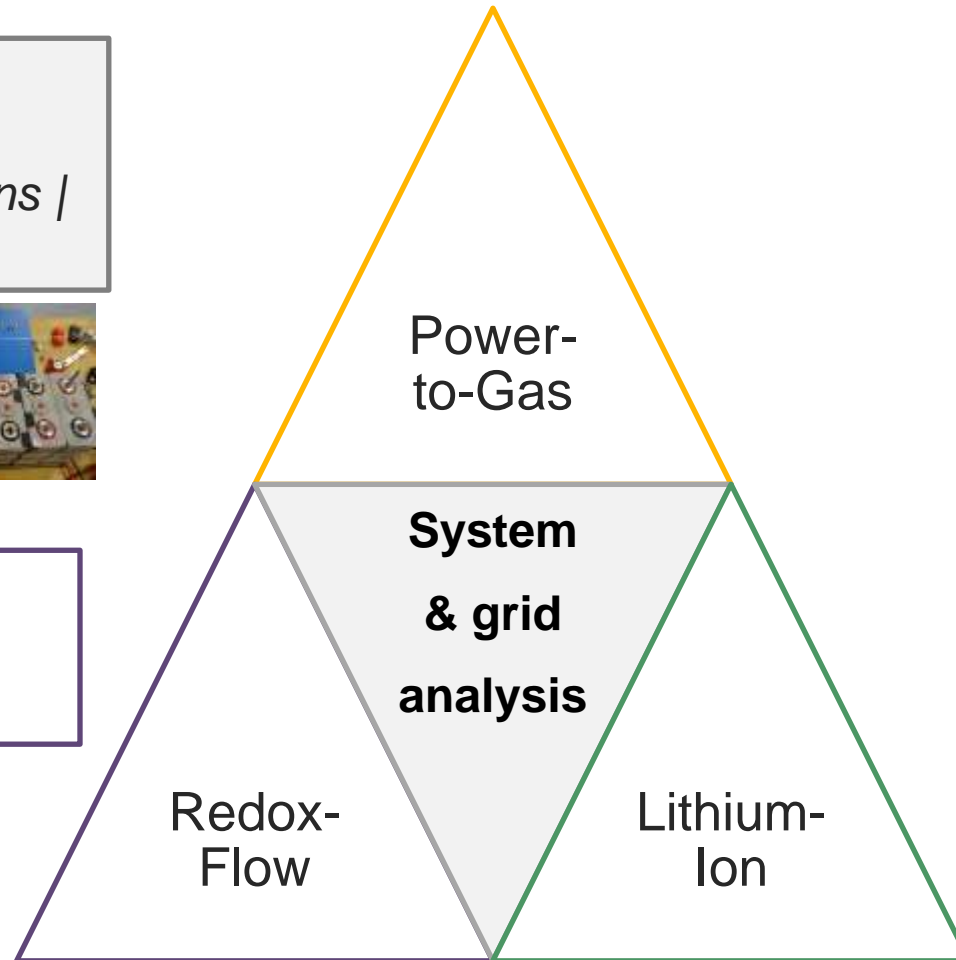 ns |
Power-
to-Gas
System
& grid
analysis
Redox-
Flow
Lithium-
Ion